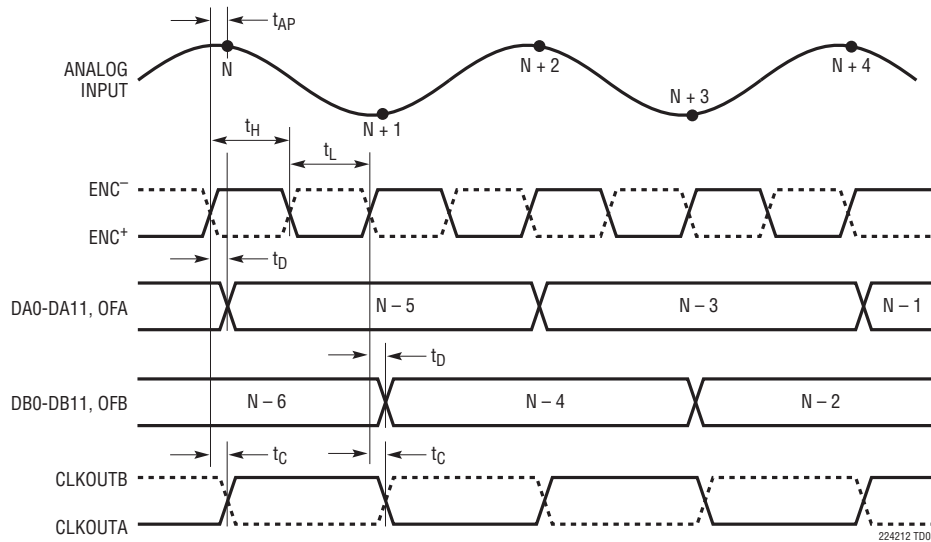 tAP
ANALOG
INPUT
N
N + 1
N + 2
N + 3
N + 4
tH
tL
ENC–
ENC+
tD
DA0-DA11, OFA
N – 5
N – 3
N – 1
tD
DB0-DB11, OFB
N – 6
N – 4
N – 2
tC
tC
CLKOUTB
CLKOUTA
224212 TD0